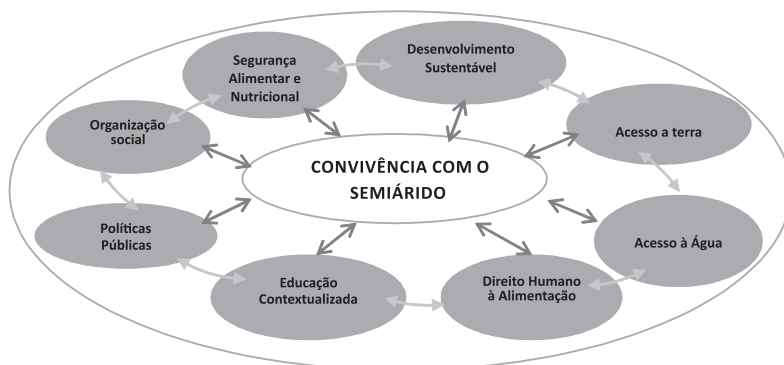 Segurança
Alimentar e
Nutricional
Desenvolvimento
Sustentável
Organização
social
Acesso a terra
CONVIVÊNCIA COM O
SEMIÁRIDO
Políticas
Públicas
Acesso à Água
Educação
Contextualizada
Direito Humano
à Alimentação